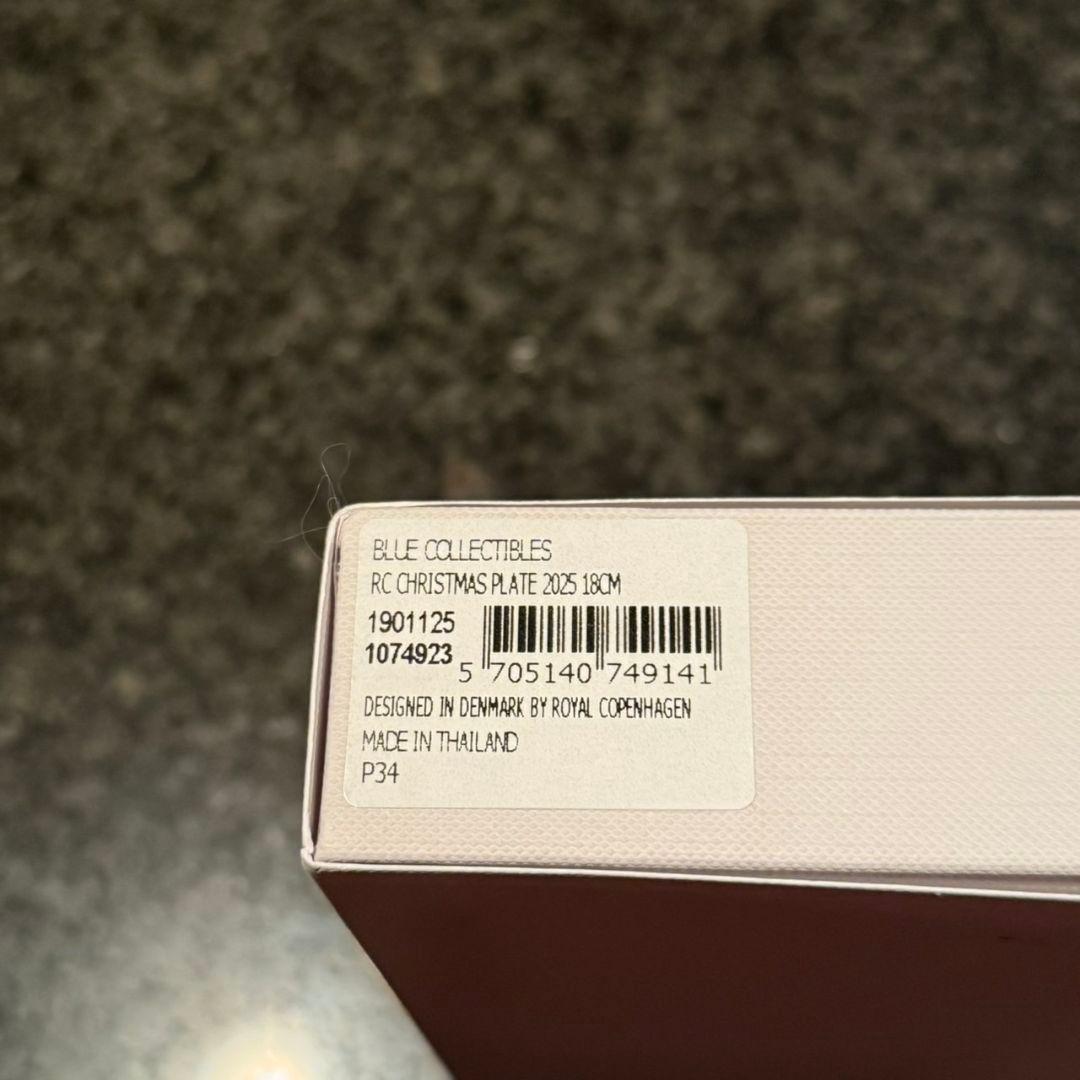 BLUE COLLECTIBLES
RC CHRISTMAS PLATE 2025 18CM
1901125
1074923
5 705140 749141
DESIGNED IN DENMARK BY ROYAL COPENHAGEN
MADE IN THAILAND
P34